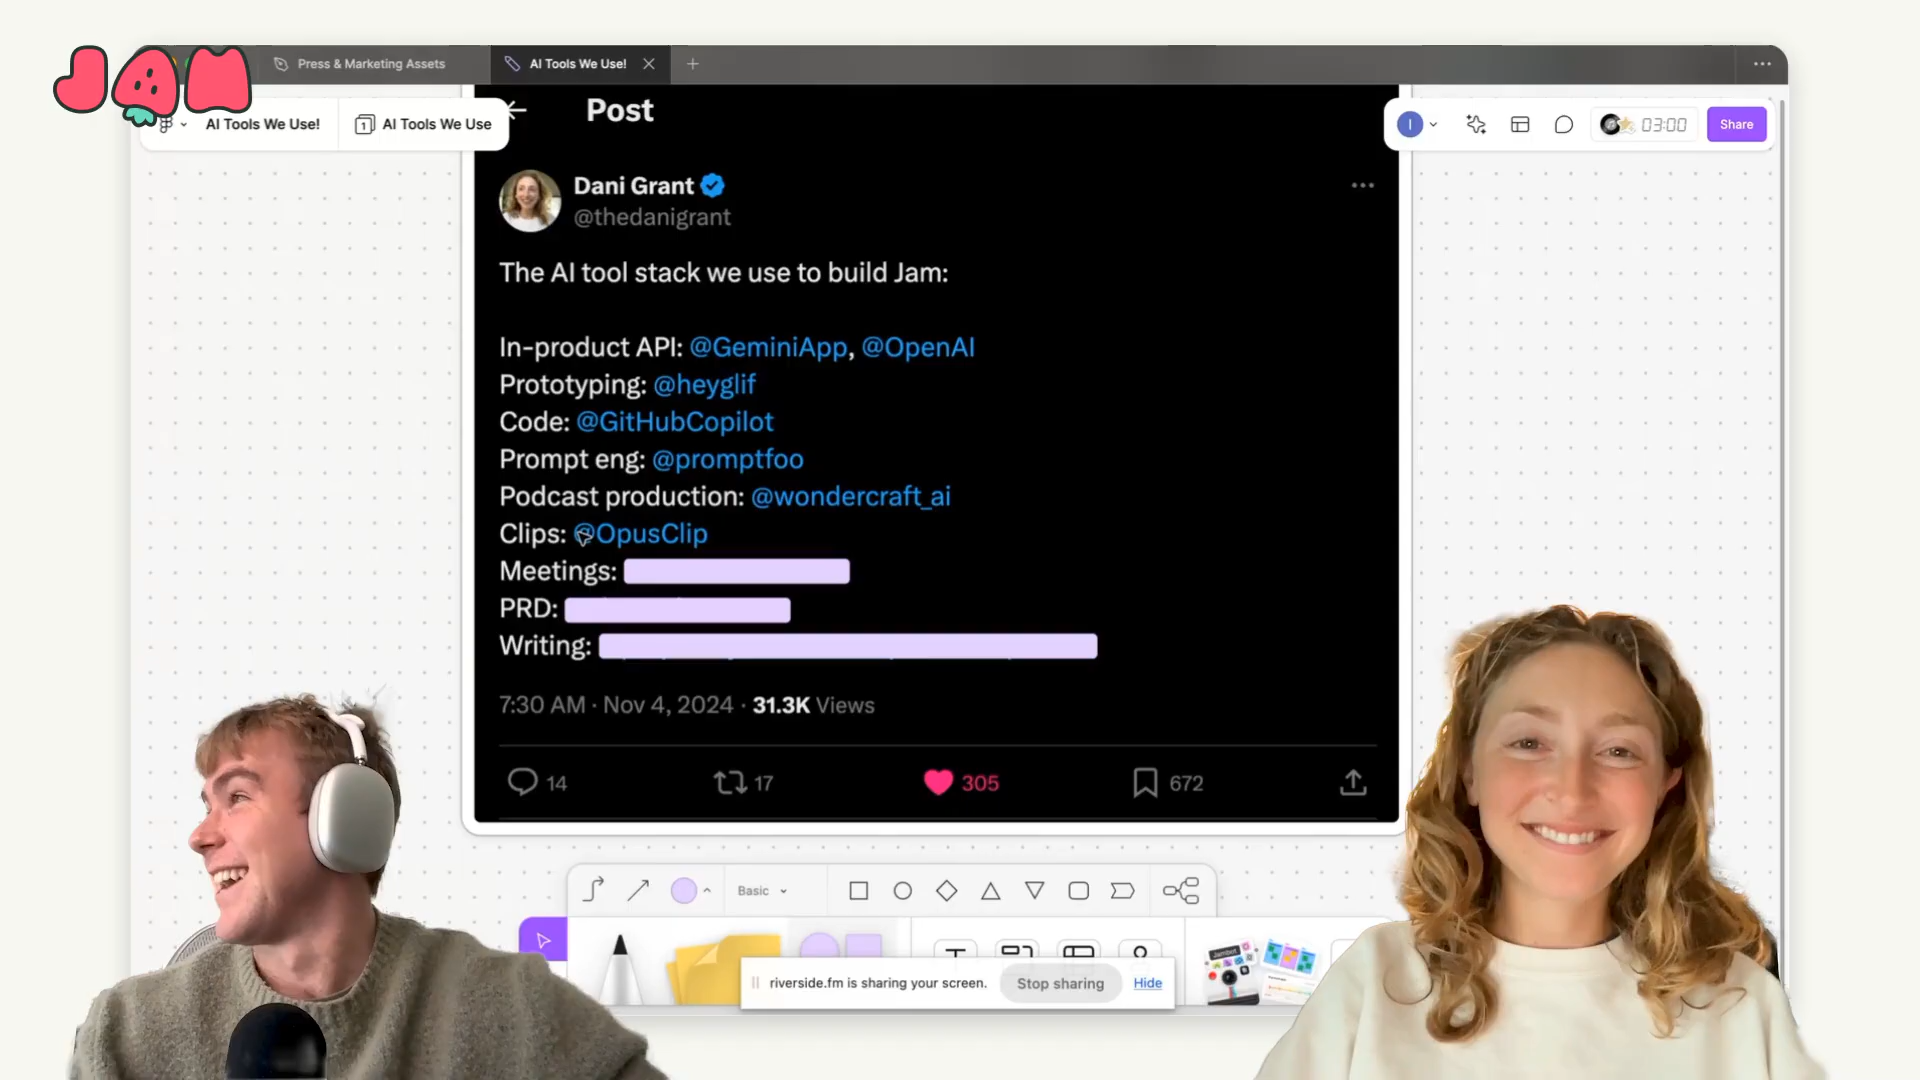 JAM
Press & Marketing Assets
AI Tools We Use!
AI Tools We Use!
1 AI Tools We Use
Post
I
03:00
Share
Dani Grant
@thedanigrant
The AI tool stack we use to build Jam:
In-product API: @GeminiApp, @OpenAI
Prototyping: @heyglif
Code: @GitHubCopilot
Prompt eng: @promptfoo
Podcast production: @wondercraft_ai
Clips: @OpusClip
Meetings:
PRD:
Writing:
7:30 AM · Nov 4, 2024 · 31.3K Views
14
17
305
672
Basic
riverside.fm is sharing your screen.
Stop sharing
Hide